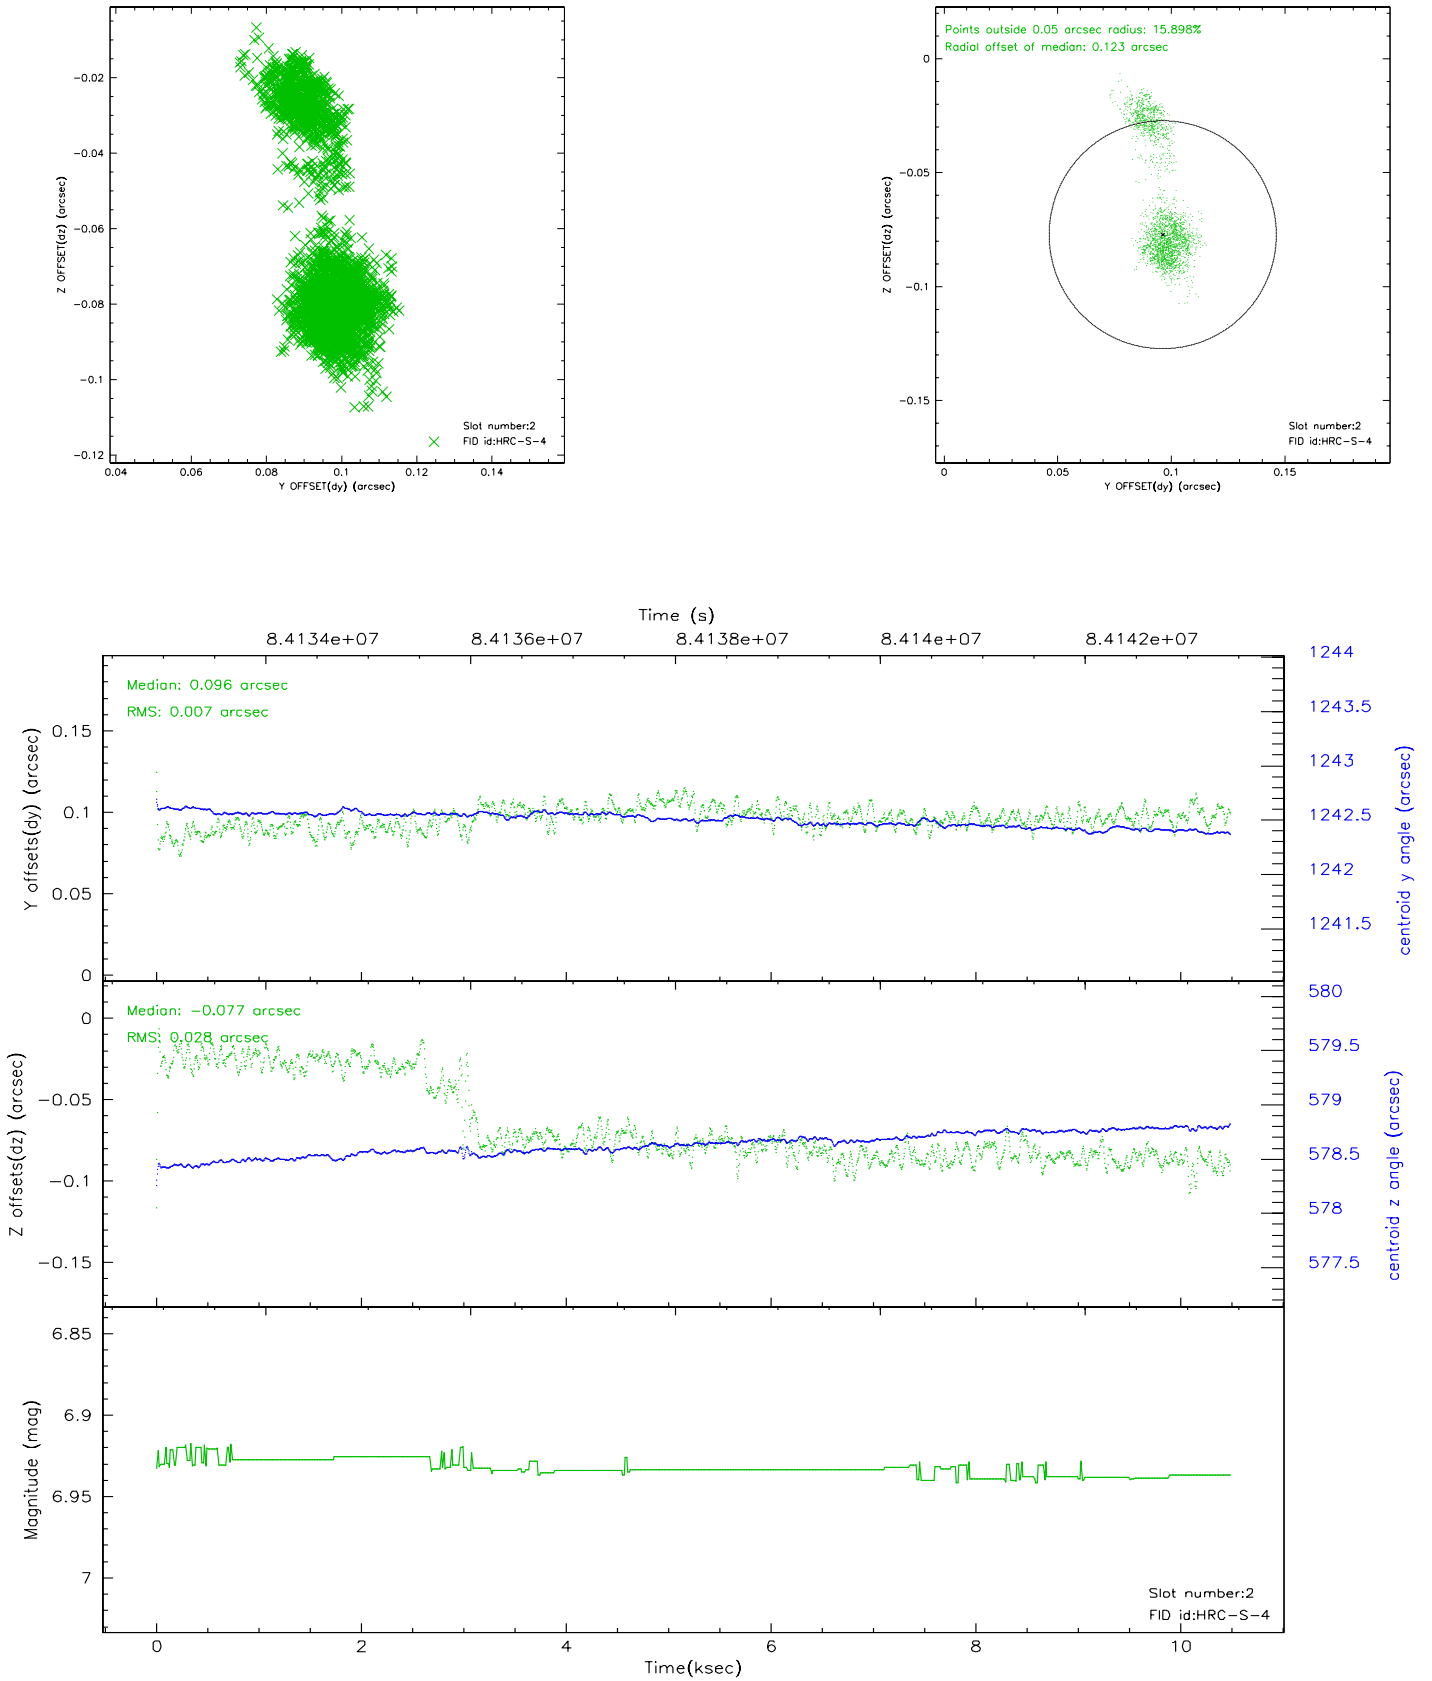 −0.02
−0.04
−0.06
−0.08
−0.1
−0.12
Z OFFSET(dz) (arcsec)
0.04 0.06 0.08 0.1 0.12 0.14
Y OFFSET(dy) (arcsec)
Slot number:2
FID id:HRC−S−4
Points outside 0.05 arcsec radius: 15.898%
Radial offset of median: 0.123 arcsec
0
−0.05
−0.1
−0.15
Z OFFSET(dz) (arcsec)
Slot number:2
FID id:HRC−S−4
0 0.05 0.1 0.15
Y OFFSET(dy) (arcsec)
Time (s)
8.4134e+07 8.4136e+07 8.4138e+07 8.414e+07 8.4142e+07
Median: 0.096 arcsec
RMS: 0.007 arcsec
0.15
0.1
0.05
0
Y offsets(dy) (arcsec)
1244
1243.5
1243
1242.5
1242
1241.5
centroid y angle (arcsec)
Median: −0.077 arcsec
RMS: 0.028 arcsec
0
−0.05
−0.1
−0.15
Z offsets(dz) (arcsec)
580
579.5
579
578.5
578
577.5
centroid z angle (arcsec)
6.85
6.9
6.95
7
Magnitude (mag)
Slot number:2
FID id:HRC−S−4
0 2 4 6 8 10
Time(ksec)